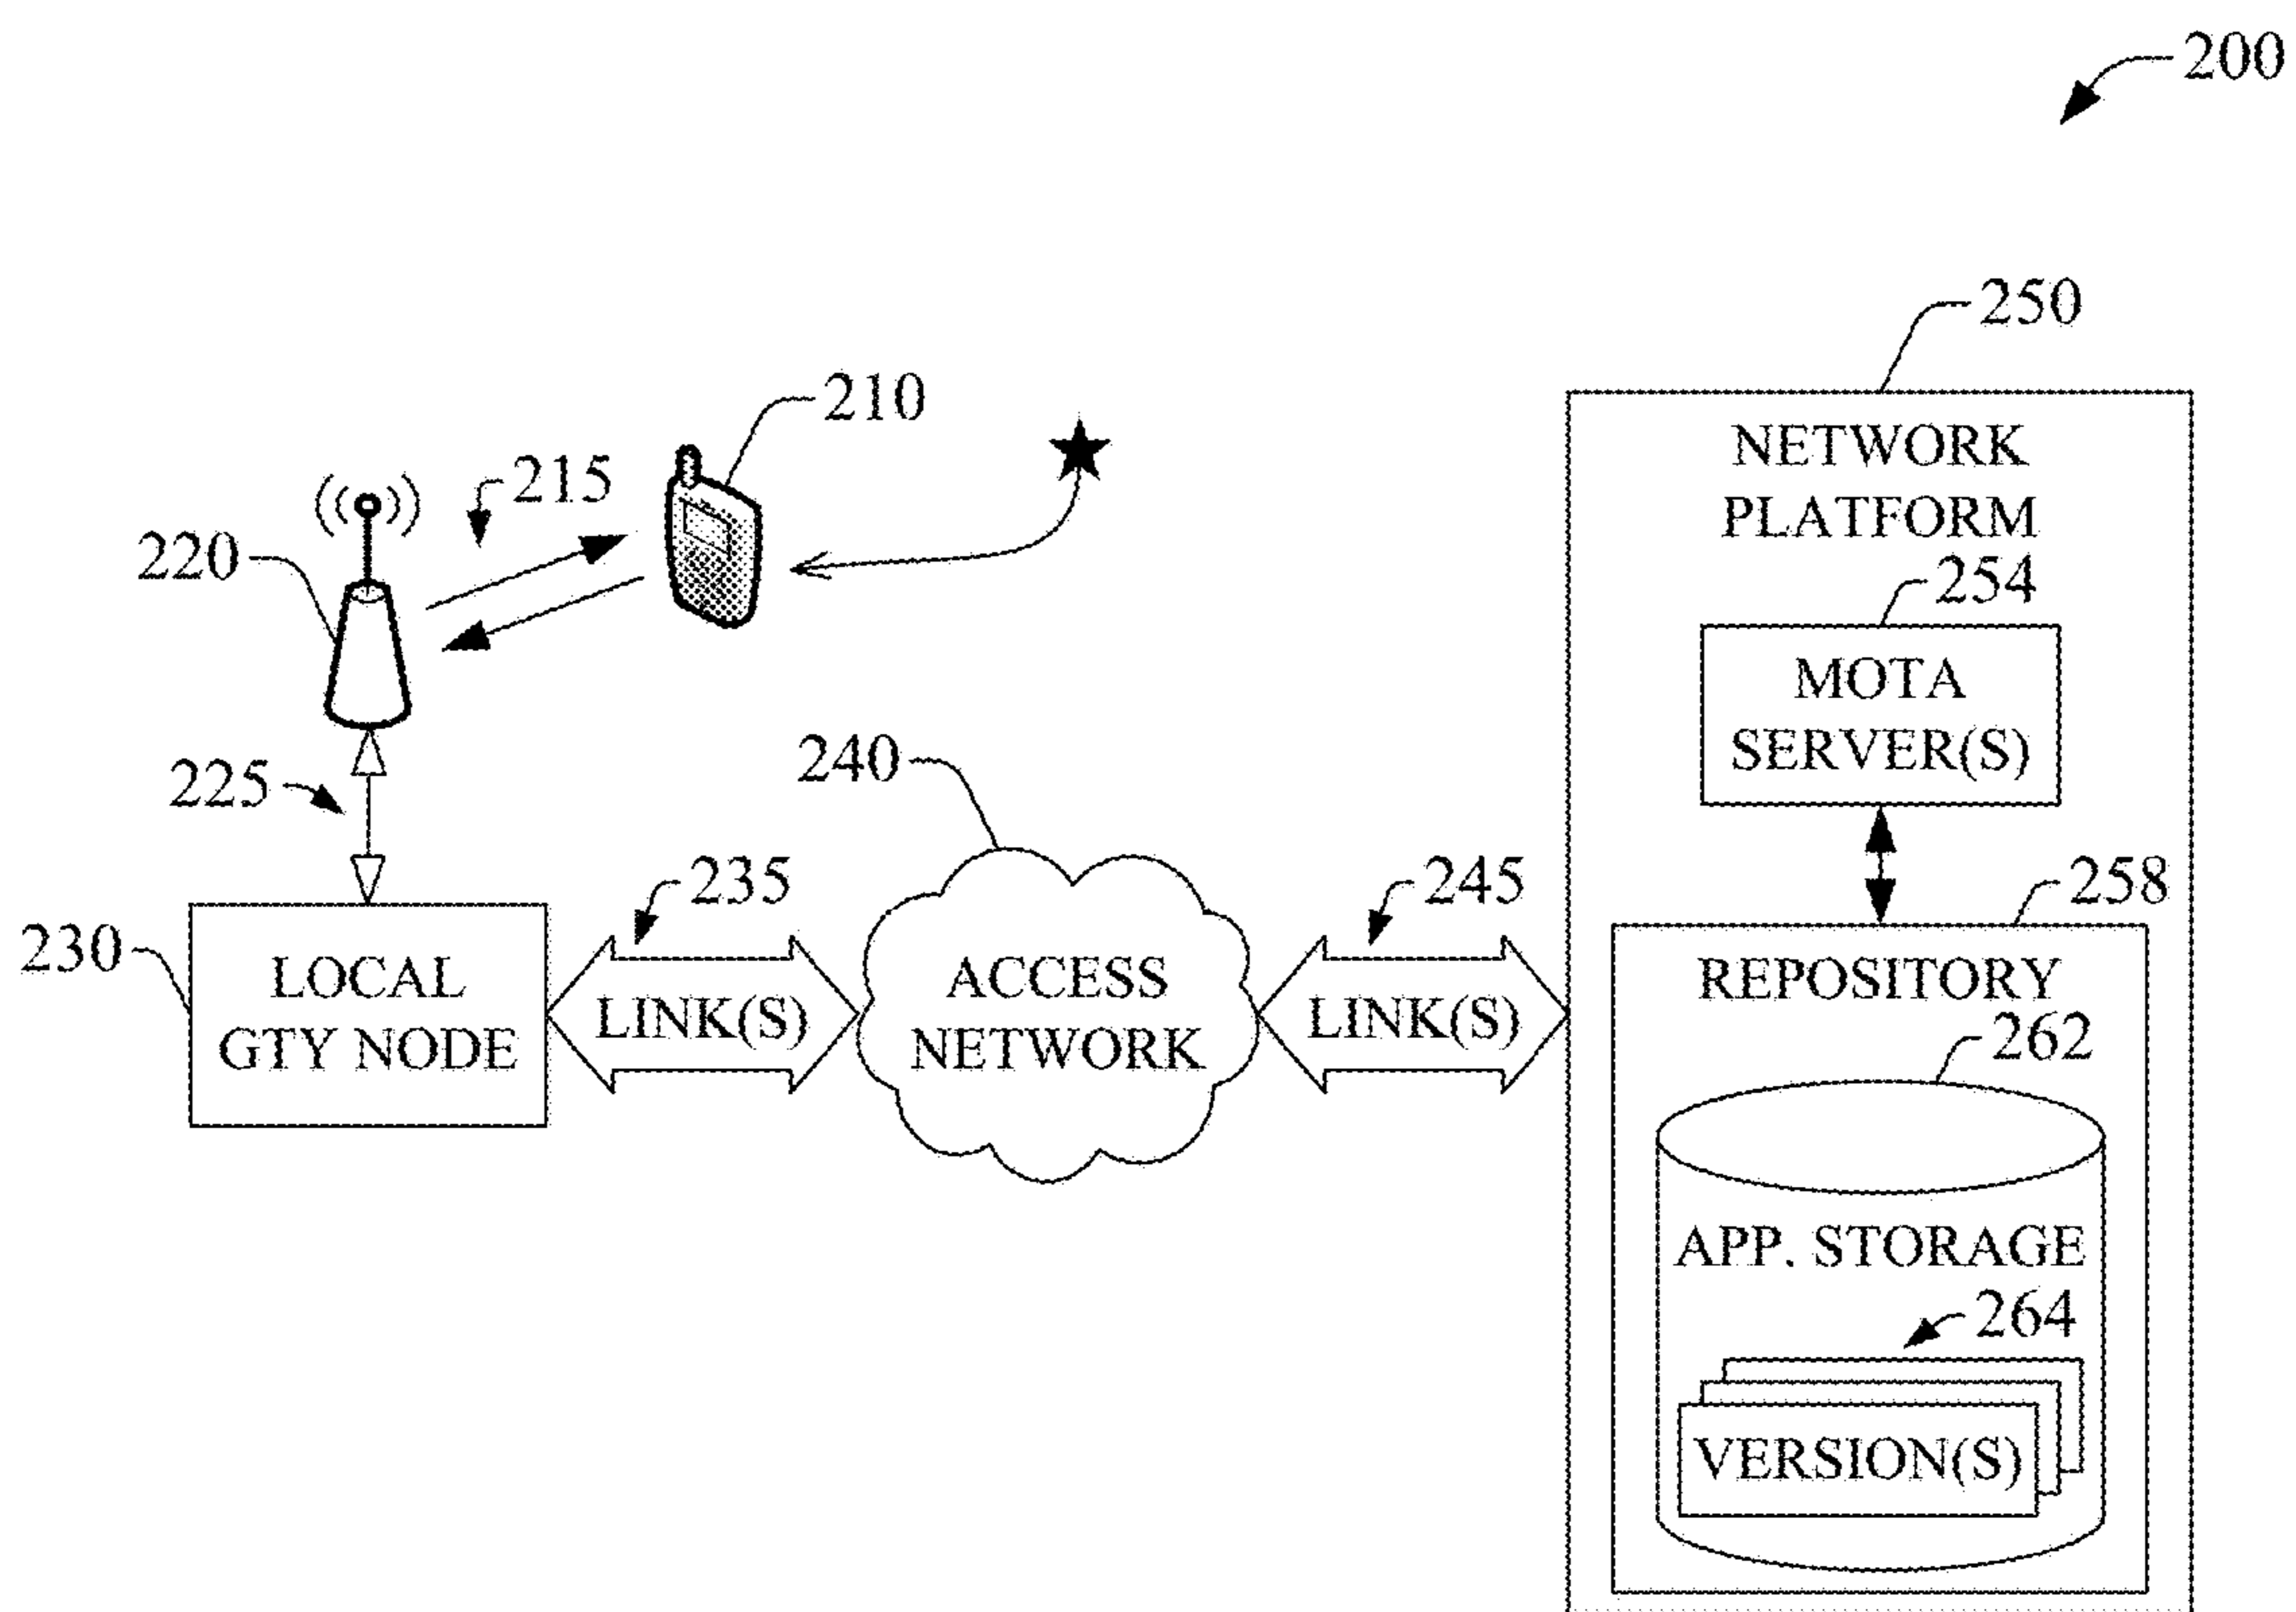 200
250
210
NETWORK
PLATFORM
215
220
254
MOTA
SERVER(S)
240
225
235
245
258
230
LOCAL
GTY NODE
LINK(S)
ACCESS
NETWORK
LINK(S)
REPOSITORY
262
APP. STORAGE
264
VERSION(S)